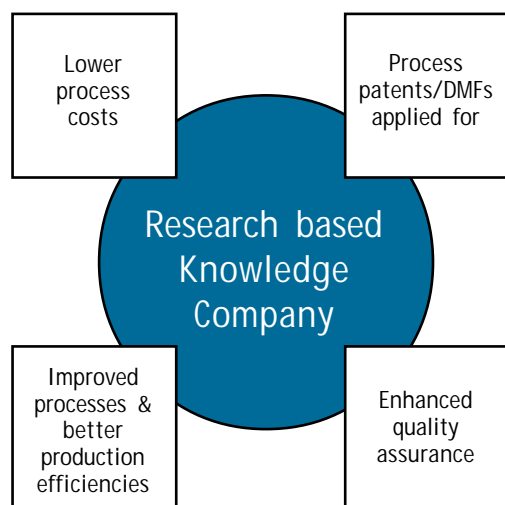 Lower
process
costs
Process
patents/DMFs
applied for
Research based
Knowledge
Company
Improved
processes &
better
production
efficiencies
Enhanced
quality
assurance